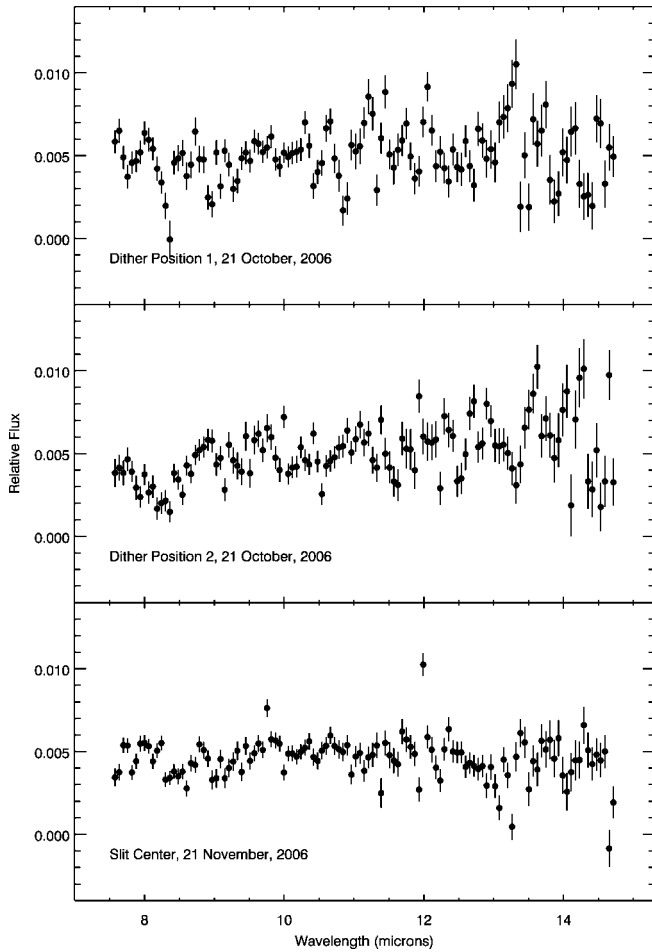 0.010
0.005
0.000
Dither Position 1, 21 October, 2006
0.010
0.005
0.000
Dither Position 2, 21 October, 2006
Relative Flux
0.010
0.005
0.000
Slit Center, 21 November, 2006
8 10 12 14
Wavelength (microns)